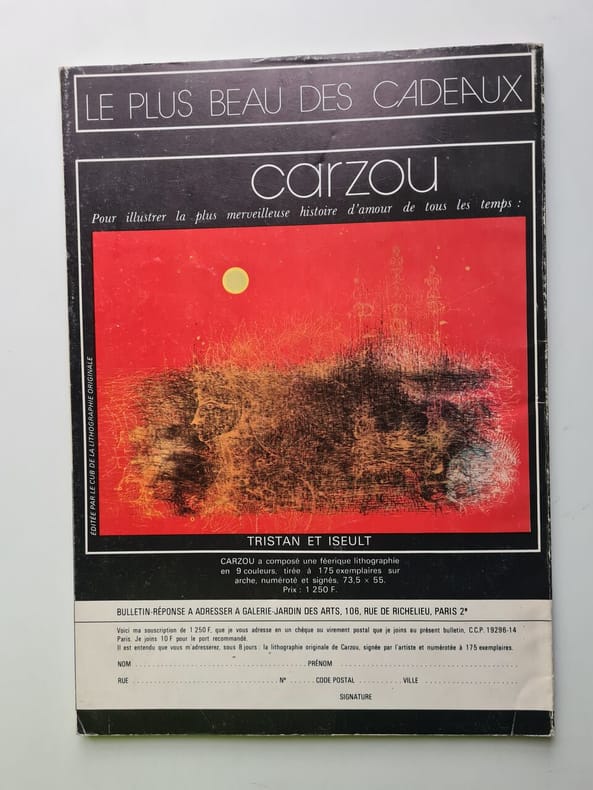 LE PLUS BEAU DES CADEAUX
carzou
Pour illustrer la plus merveilleuse histoire d'amour de tous les temps :
ÉDITÉE PAR LE CUB DE LA LITHOGRAPHIE ORIGINALE
TRISTAN ET ISEULT
CARZOU a composé une féerique lithographie
en 9 couleurs, tirée à 175 exemplaires sur
arche, numéroté et signés, 73,5 × 55.
Prix : 1 250 F.
BULLETIN-RÉPONSE A ADRESSER A GALERIE-JARDIN DES ARTS, 106, RUE DE RICHELIEU, PARIS 2e
Voici ma souscription de 1 250 F, que je vous adresse en un chèque ou virement postal que je joins au présent bulletin, C.C.P. 19296-14
Paris. Je joins 10 F pour le port recommandé.
Il est entendu que vous m'adresserez, sous 8 jours : la lithographie originale de Carzou, signée par l'artiste et numérotée à 175 exemplaires.
NOM PRÉNOM
RUE N° CODE POSTAL VILLE
SIGNATURE